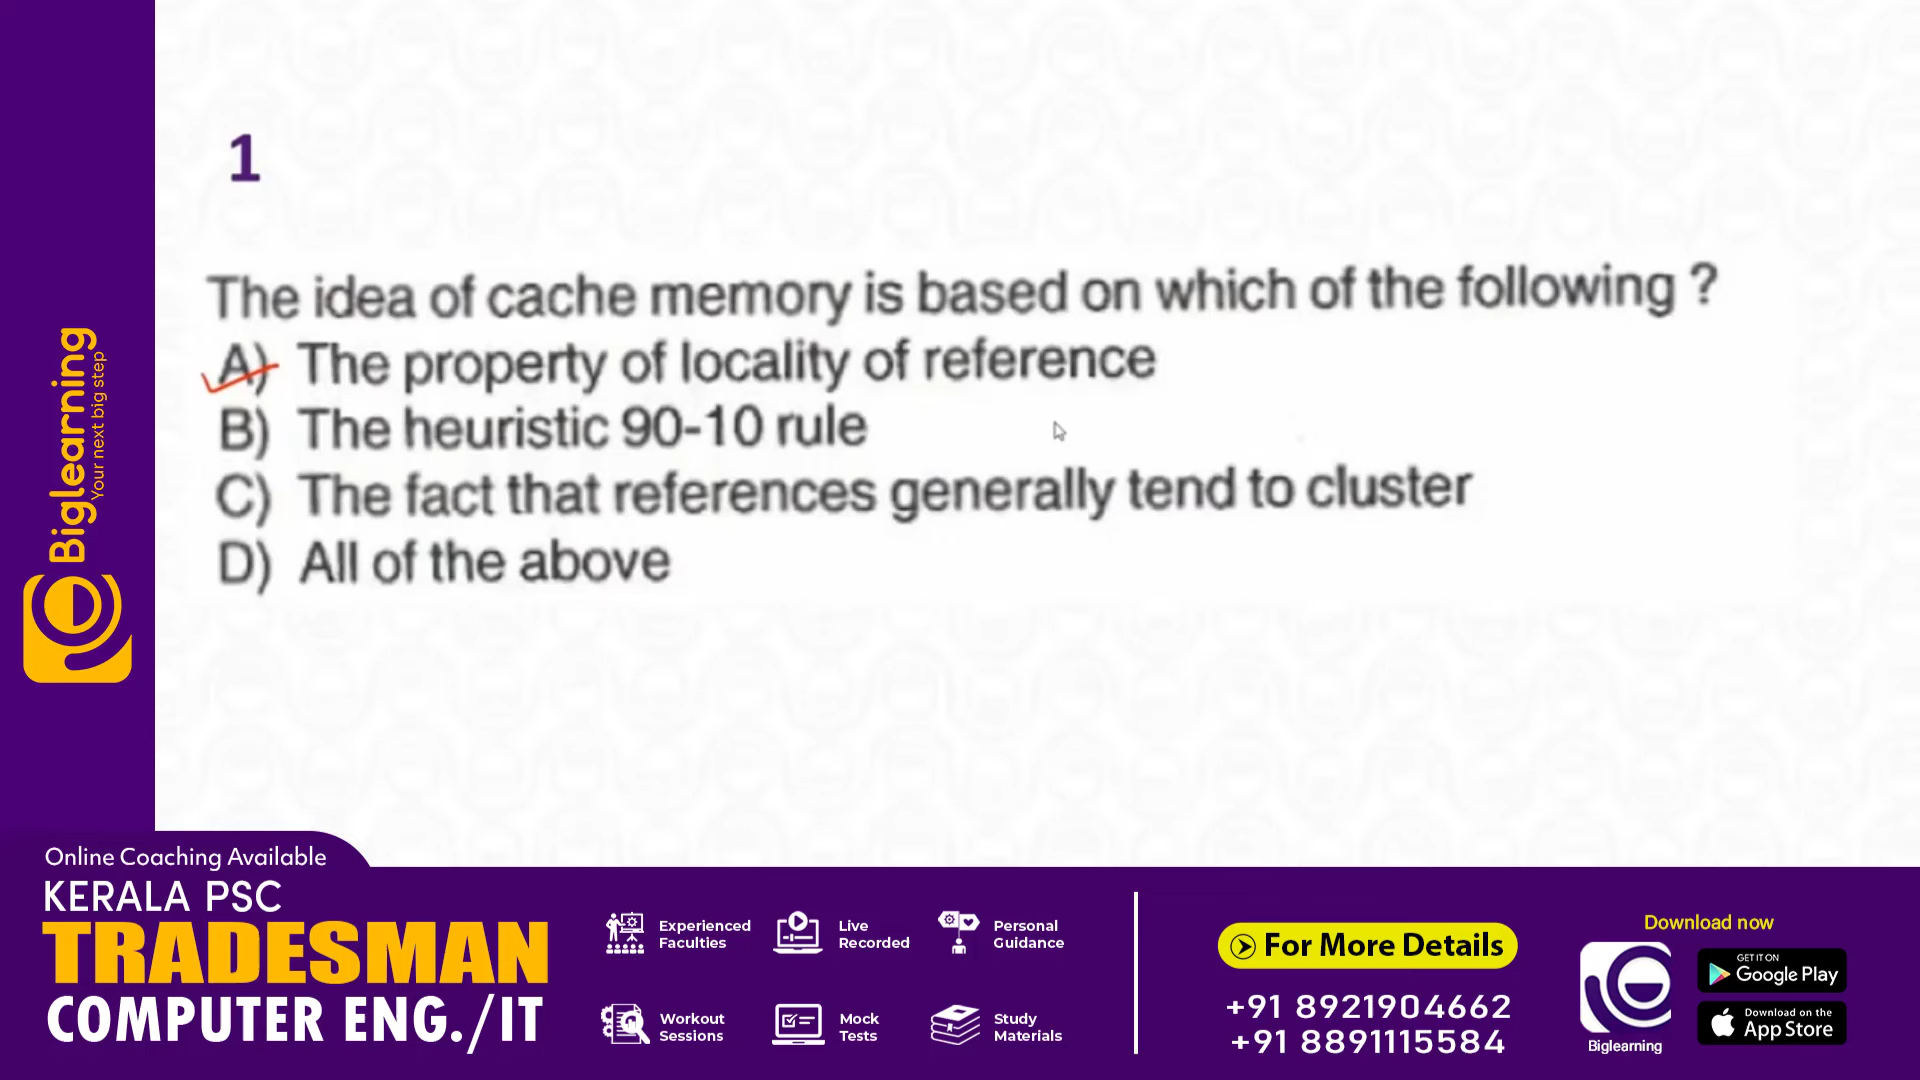 1
The idea of cache memory is based on which of the following ?
A) The property of locality of reference
B) The heuristic 90-10 rule
C) The fact that references generally tend to cluster
D) All of the above
Biglearning
Your next big step
Online Coaching Available
KERALA PSC
TRADESMAN
COMPUTER ENG./IT
Experienced
Faculties
Live
Recorded
Personal
Guidance
Workout
Sessions
Mock
Tests
Study
Materials
For More Details
+91 8921904662
+91 8891115584
Download now
Biglearning
GET IT ON
Google Play
Download on the
App Store